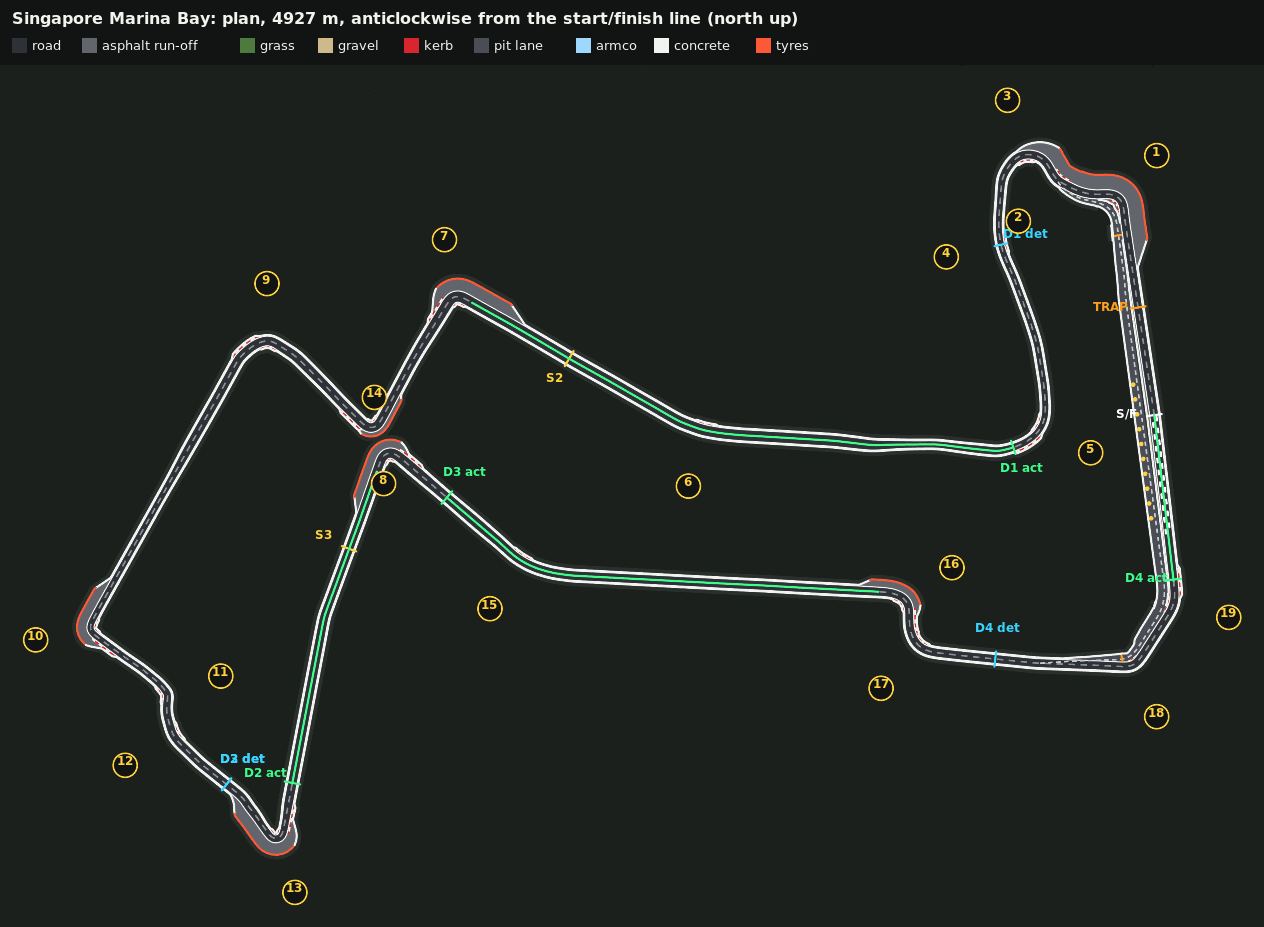 Singapore Marina Bay: plan, 4927 m, anticlockwise from the start/finish line (north up)
road asphalt run-off grass gravel kerb pit lane armco concrete tyres
3
1
2
D1 det
7
4
9
TRAP
S2
14
S/F
5
D1 act
D3 act
8
6
S3
16
D4 act
15
19
D4 det
10
11
17
18
12
D3 det
D2 act
13